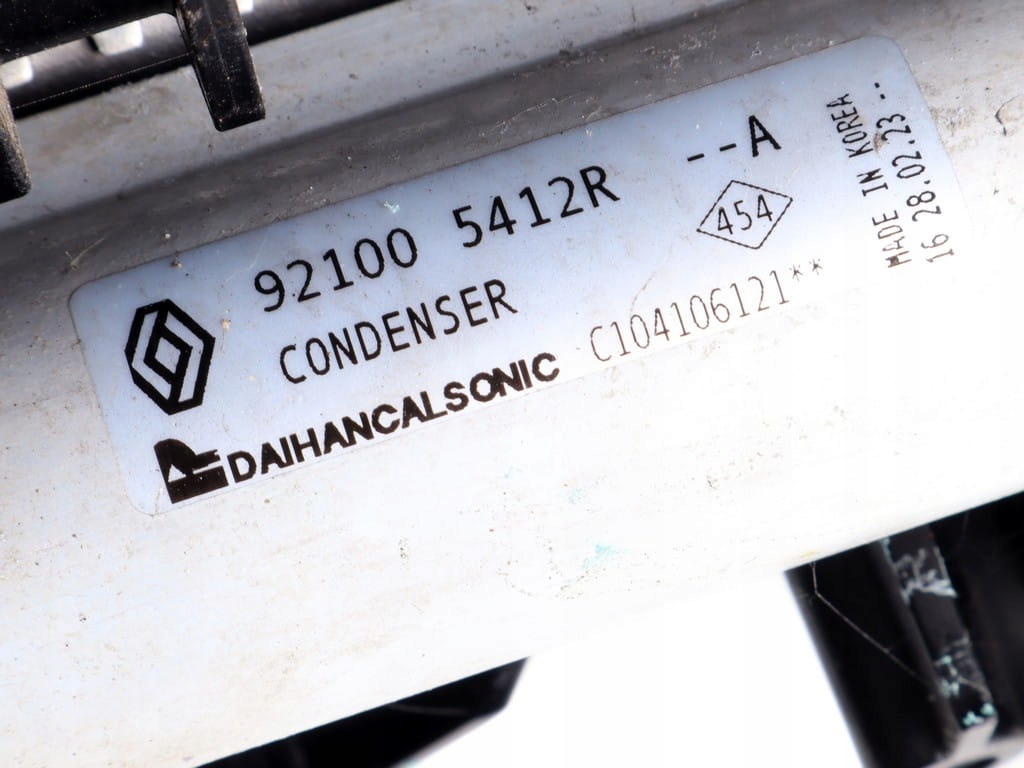 92100 5412R --A
CONDENSER
454
DAIHANCALSONIC
C104106121**
MADE IN KOREA
16 28.02.23--